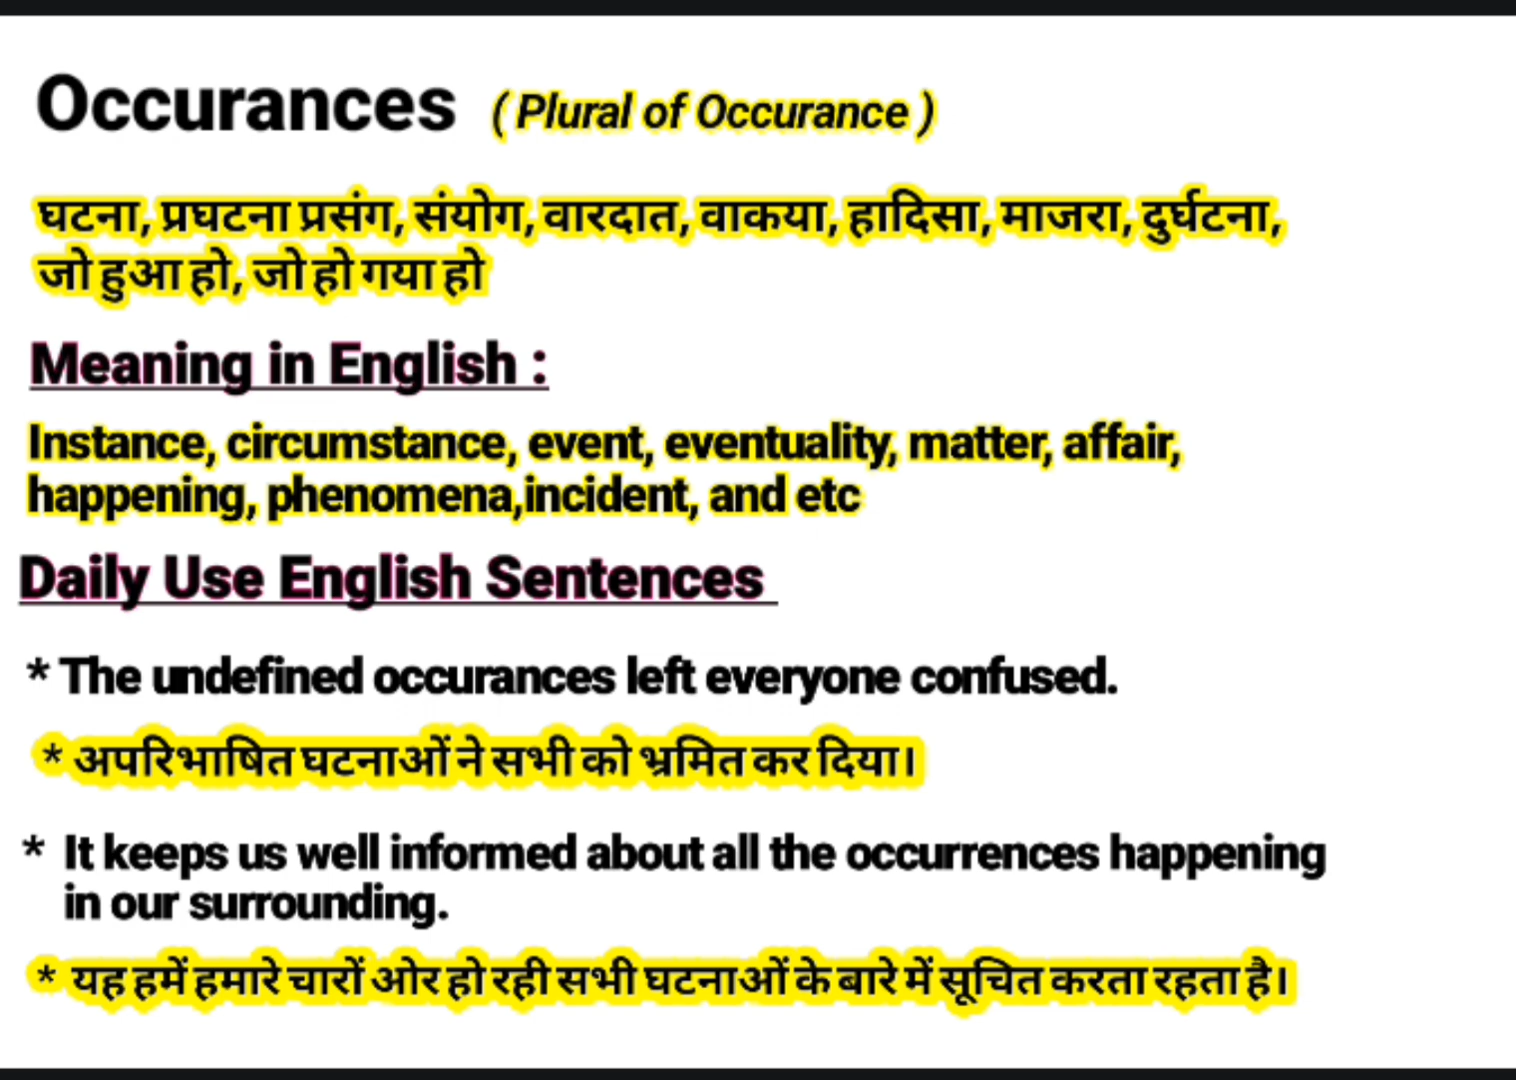 Occurances ( Plural of Occurance )
घटना, प्रघटना प्रसंग, संयोग, वारदात, वाकया, हादिसा, माजरा, दुर्घटना,
जो हुआ हो, जो हो गया हो
Meaning in English :
Instance, circumstance, event, eventuality, matter, affair,
happening, phenomena,incident, and etc
Daily Use English Sentences
* The undefined occurances left everyone confused.
* अपरिभाषित घटनाओं ने सभी को भ्रमित कर दिया।
* It keeps us well informed about all the occurrences happening
in our surrounding.
* यह हमें हमारे चारों ओर हो रही सभी घटनाओं के बारे में सूचित करता रहता है।